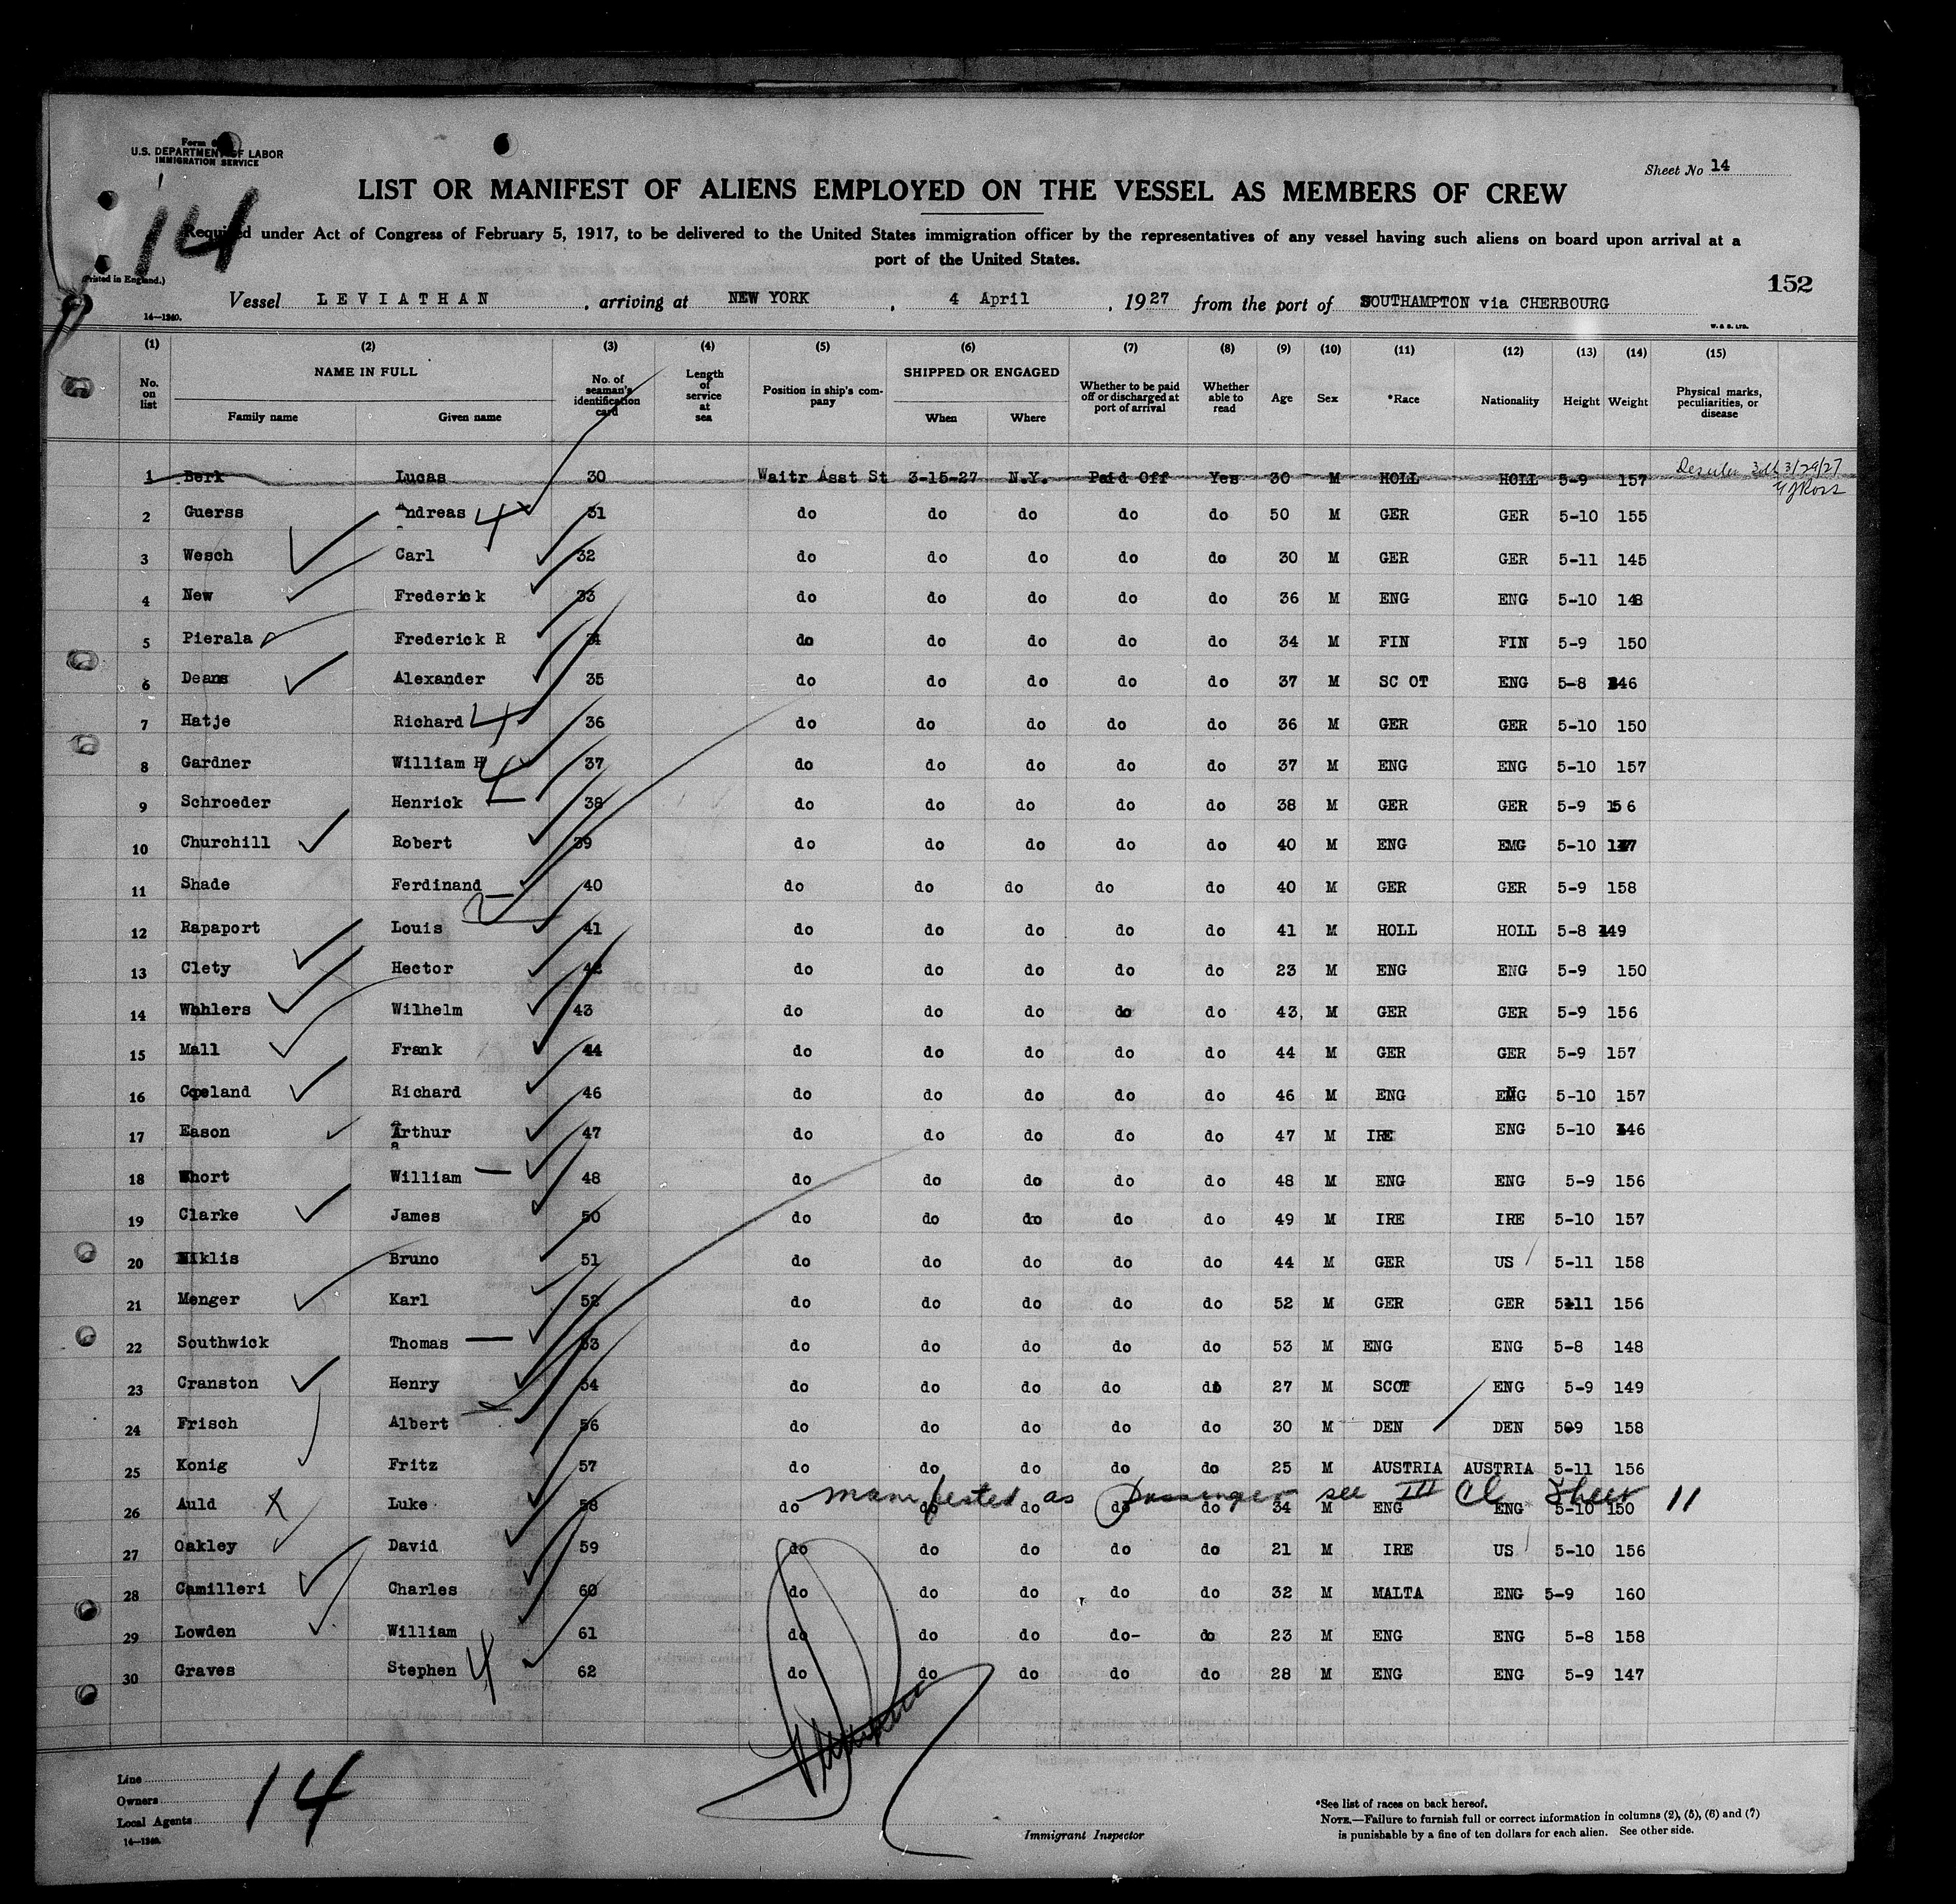 Form
U.S. DEPARTMENT OF LABOR
IMMIGRATION SERVICE
Sheet No 14
14
LIST OR MANIFEST OF ALIENS EMPLOYED ON THE VESSEL AS MEMBERS OF CREW
Required under Act of Congress of February 5, 1917, to be delivered to the United States immigration officer by the representatives of any vessel having such aliens on board upon arrival at a
port of the United States.
(Printed in England.)
152
Vessel LEVIATHAN, arriving at NEW YORK, 4 April, 1927 from the port of SOUTHAMPTON via CHERBOURG
14—1240.
W. & S. LTD.
(1) (2) (3) (4) (5) (6) (7) (8) (9) (10) (11) (12) (13) (14) (15)
No. on list NAME IN FULL Family name Given name No. of seaman's identification card Length of service at sea Position in ship's company SHIPPED OR ENGAGED When Where Whether to be paid off or discharged at port of arrival Whether able to read Age Sex *Race Nationality Height Weight Physical marks, peculiarities, or disease
1 Berk Lucas 30 Waitr Asst St 3-15-27 N.Y. Paid Off Yes 30 M HOLL HOLL 5-9 157 3/29/27
2 Guerss Andreas 4 31 do do do do do 50 M GER GER 5-10 155
3 Wesch Carl 32 do do do do do 30 M GER GER 5-11 145
4 New Frederick 33 do do do do do 36 M ENG ENG 5-10 148
5 Pierala Frederick R 34 do do do do do 34 M FIN FIN 5-9 150
6 Deans Alexander 35 do do do do do 37 M SC OT ENG 5-8 146
7 Hatje Richard 4 36 do do do do do 36 M GER GER 5-10 150
8 Gardner William H 4 37 do do do do do 37 M ENG ENG 5-10 157
9 Schroeder Henrick 38 do do do do do 38 M GER GER 5-9 156
10 Churchill Robert 39 do do do do do 40 M ENG EMG 5-10
11 Shade Ferdinand 40 do do do do do 40 M GER GER 5-9 158
12 Rapaport Louis 41 do do do do do 41 M HOLL HOLL 5-8 149
13 Clety Hector 42 do do do do do 23 M ENG ENG 5-9 150
14 Wohlers Wilhelm 43 do do do do do 43, M GER GER 5-9 156
15 Mall Frank 44 do do do do do 44 M GER GER 5-9 157
16 Copeland Richard 46 do do do do do 46 M ENG ENG 5-10 157
17 Eason Arthur 47 do do do do do 47 M IRE ENG 5-10 146
18 Whort William 48 do do do do do 48 M ENG ENG 5-9 156
19 Clarke James 50 do do do do do 49 M IRE IRE 5-10 157
20 Niklis Bruno 51 do do do do do 44 M GER US 5-11 158
21 Menger Karl 52 do do do do do 52 M GER GER 5-11 156
22 Southwick Thomas 53 do do do do do 53 M ENG ENG 5-8 148
23 Cranston Henry 54 do do do do do 27 M SCOT ENG 5-9 149
24 Frisch Albert 56 do do do do do 30 M DEN DEN 509 158
25 Konig Fritz 57 do do do do do 25 M AUSTRIA AUSTRIA 5-11 156
manifested as passenger see III Cl Sheet 11
26 Auld X Luke 58 do do do do do 34 M ENG ENG 5-10 150
27 Oakley David 59 do do do do do 21 M IRE US 5-10 156
28 Camilleri Charles 60 do do do do do 32 M MALTA ENG 5-9 160
29 Lowden William 61 do do do do- do 23 M ENG ENG 5-8 158
30 Graves Stephen 4 62 do do do do do 28 M ENG ENG 5-9 147
Line
Owners
Local Agents
14—1240.
14
Immigrant Inspector
*See list of races on back hereof.
NOTE.—Failure to furnish full or correct information in columns (2), (5), (6) and (7)
is punishable by a fine of ten dollars for each alien. See other side.